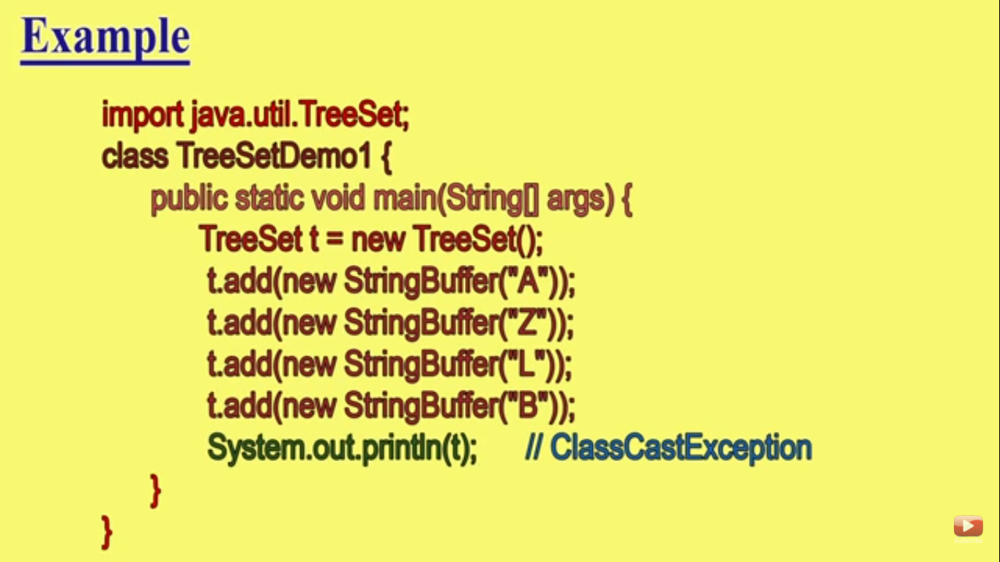 Example
import java.util.TreeSet;
class TreeSetDemo1 {
public static void main(String[] args) {
TreeSet t = new TreeSet();
t.add(new StringBuffer("A"));
t.add(new StringBuffer("Z"));
t.add(new StringBuffer("L"));
t.add(new StringBuffer("B"));
System.out.println(t); // ClassCastException
}
}